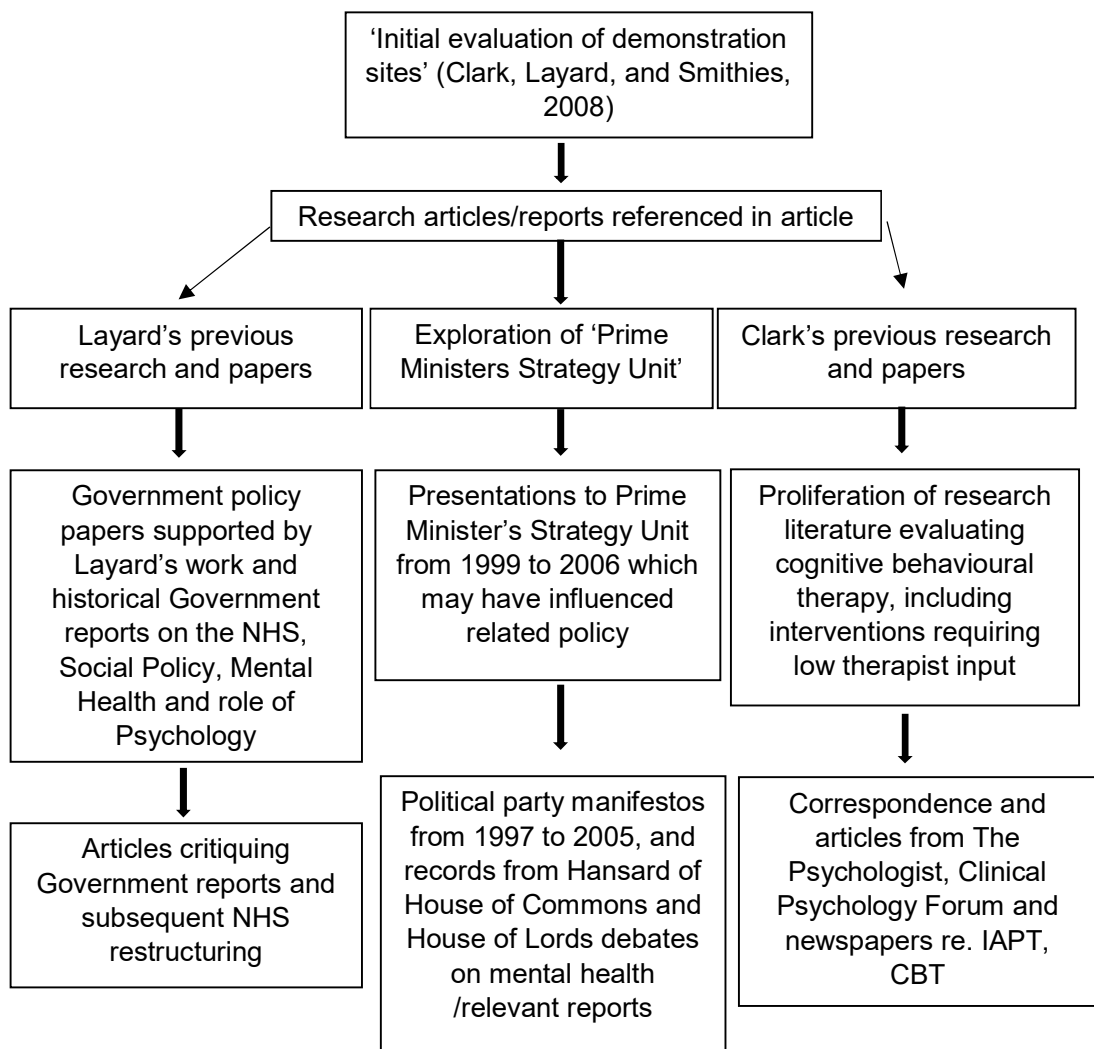 ‘Initial evaluation of demonstration
sites’ (Clark, Layard, and Smithies,
2008)
Research articles/reports referenced in article
Layard’s previous
research and papers
Exploration of ‘Prime
Ministers Strategy Unit’
Clark’s previous research
and papers
Government policy
papers supported by
Layard’s work and
historical Government
reports on the NHS,
Social Policy, Mental
Health and role of
Psychology
Presentations to Prime
Minister’s Strategy Unit
from 1999 to 2006 which
may have influenced
related policy
Proliferation of research
literature evaluating
cognitive behavioural
therapy, including
interventions requiring
low therapist input
Articles critiquing
Government reports and
subsequent NHS
restructuring
Political party manifestos
from 1997 to 2005, and
records from Hansard of
House of Commons and
House of Lords debates
on mental health
/relevant reports
Correspondence and
articles from The
Psychologist, Clinical
Psychology Forum and
newspapers re. IAPT,
CBT